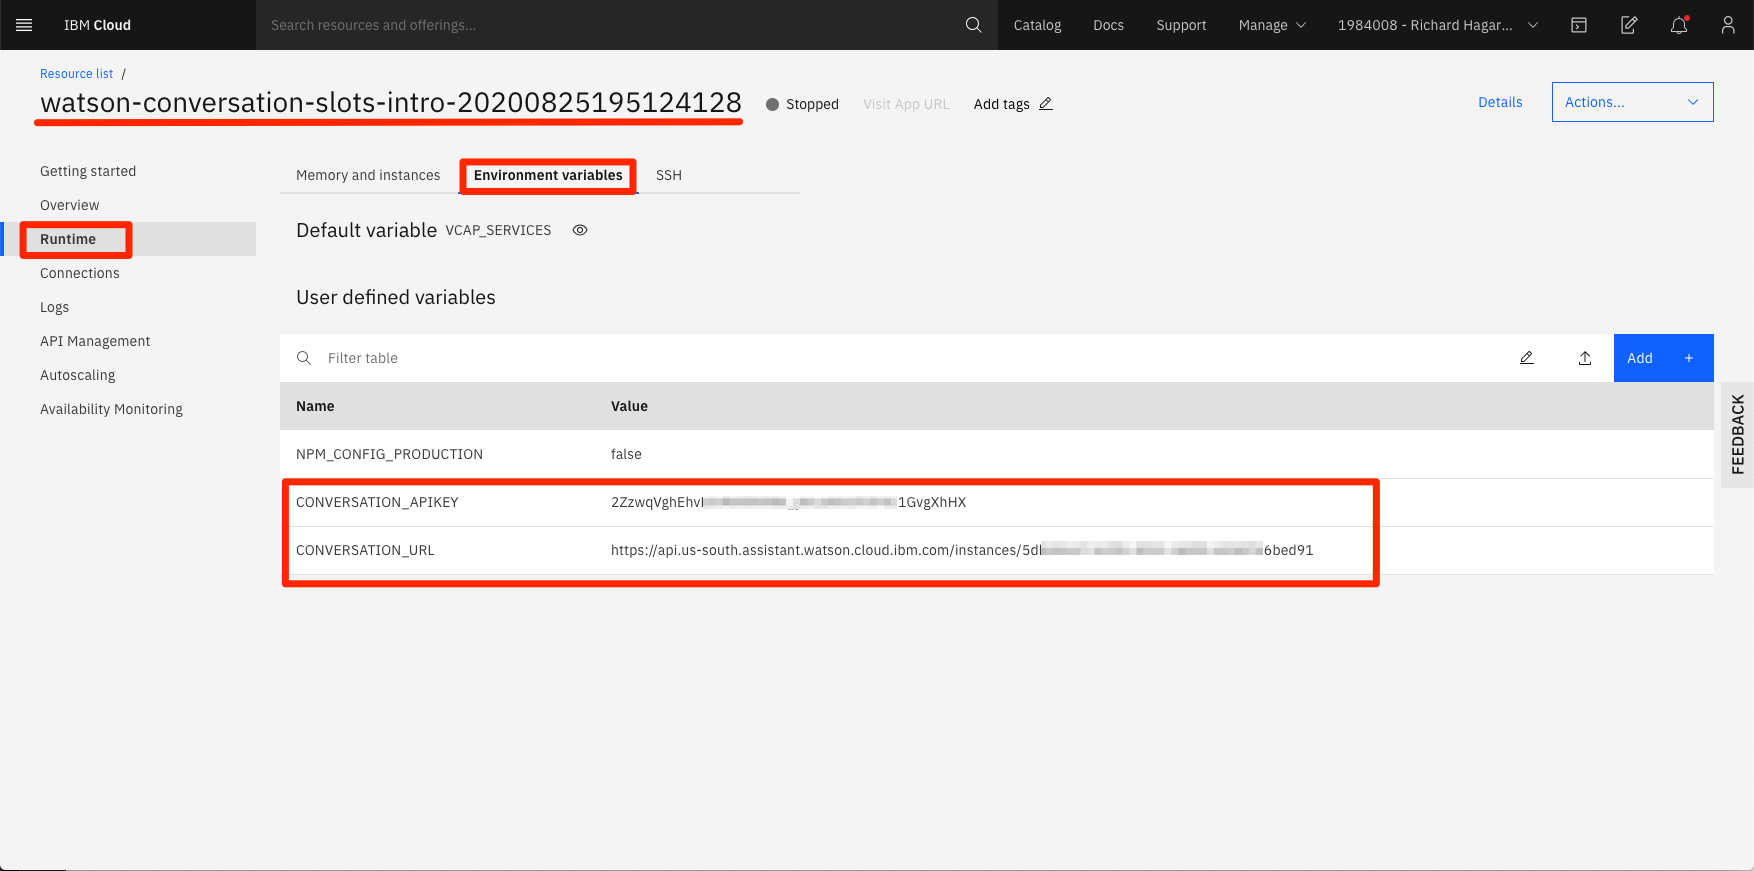 IBM Cloud
Search resources and offerings...
Catalog
Docs
Support
Manage
1984008 - Richard Hagar...
Resource list /
watson-conversation-slots-intro-20200825195124128
Stopped
Visit App URL
Add tags
Details
Actions...
Getting started
Overview
Runtime
Connections
Logs
API Management
Autoscaling
Availability Monitoring
Memory and instances
Environment variables
SSH
Default variable VCAP_SERVICES
User defined variables
Filter table
Add +
Name Value
NPM_CONFIG_PRODUCTION false
CONVERSATION_APIKEY 2ZzwqVghEhv 1GvgXhHX
CONVERSATION_URL https://api.us-south.assistant.watson.cloud.ibm.com/instances/5d 6bed91
FEEDBACK